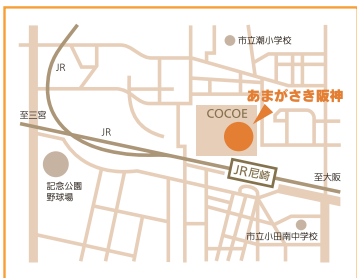 市立潮小学校
JR
あまがさき阪神
COCOE
至三宮
JR
JR尼崎
至大阪
記念公園
野球場
市立小田南中学校